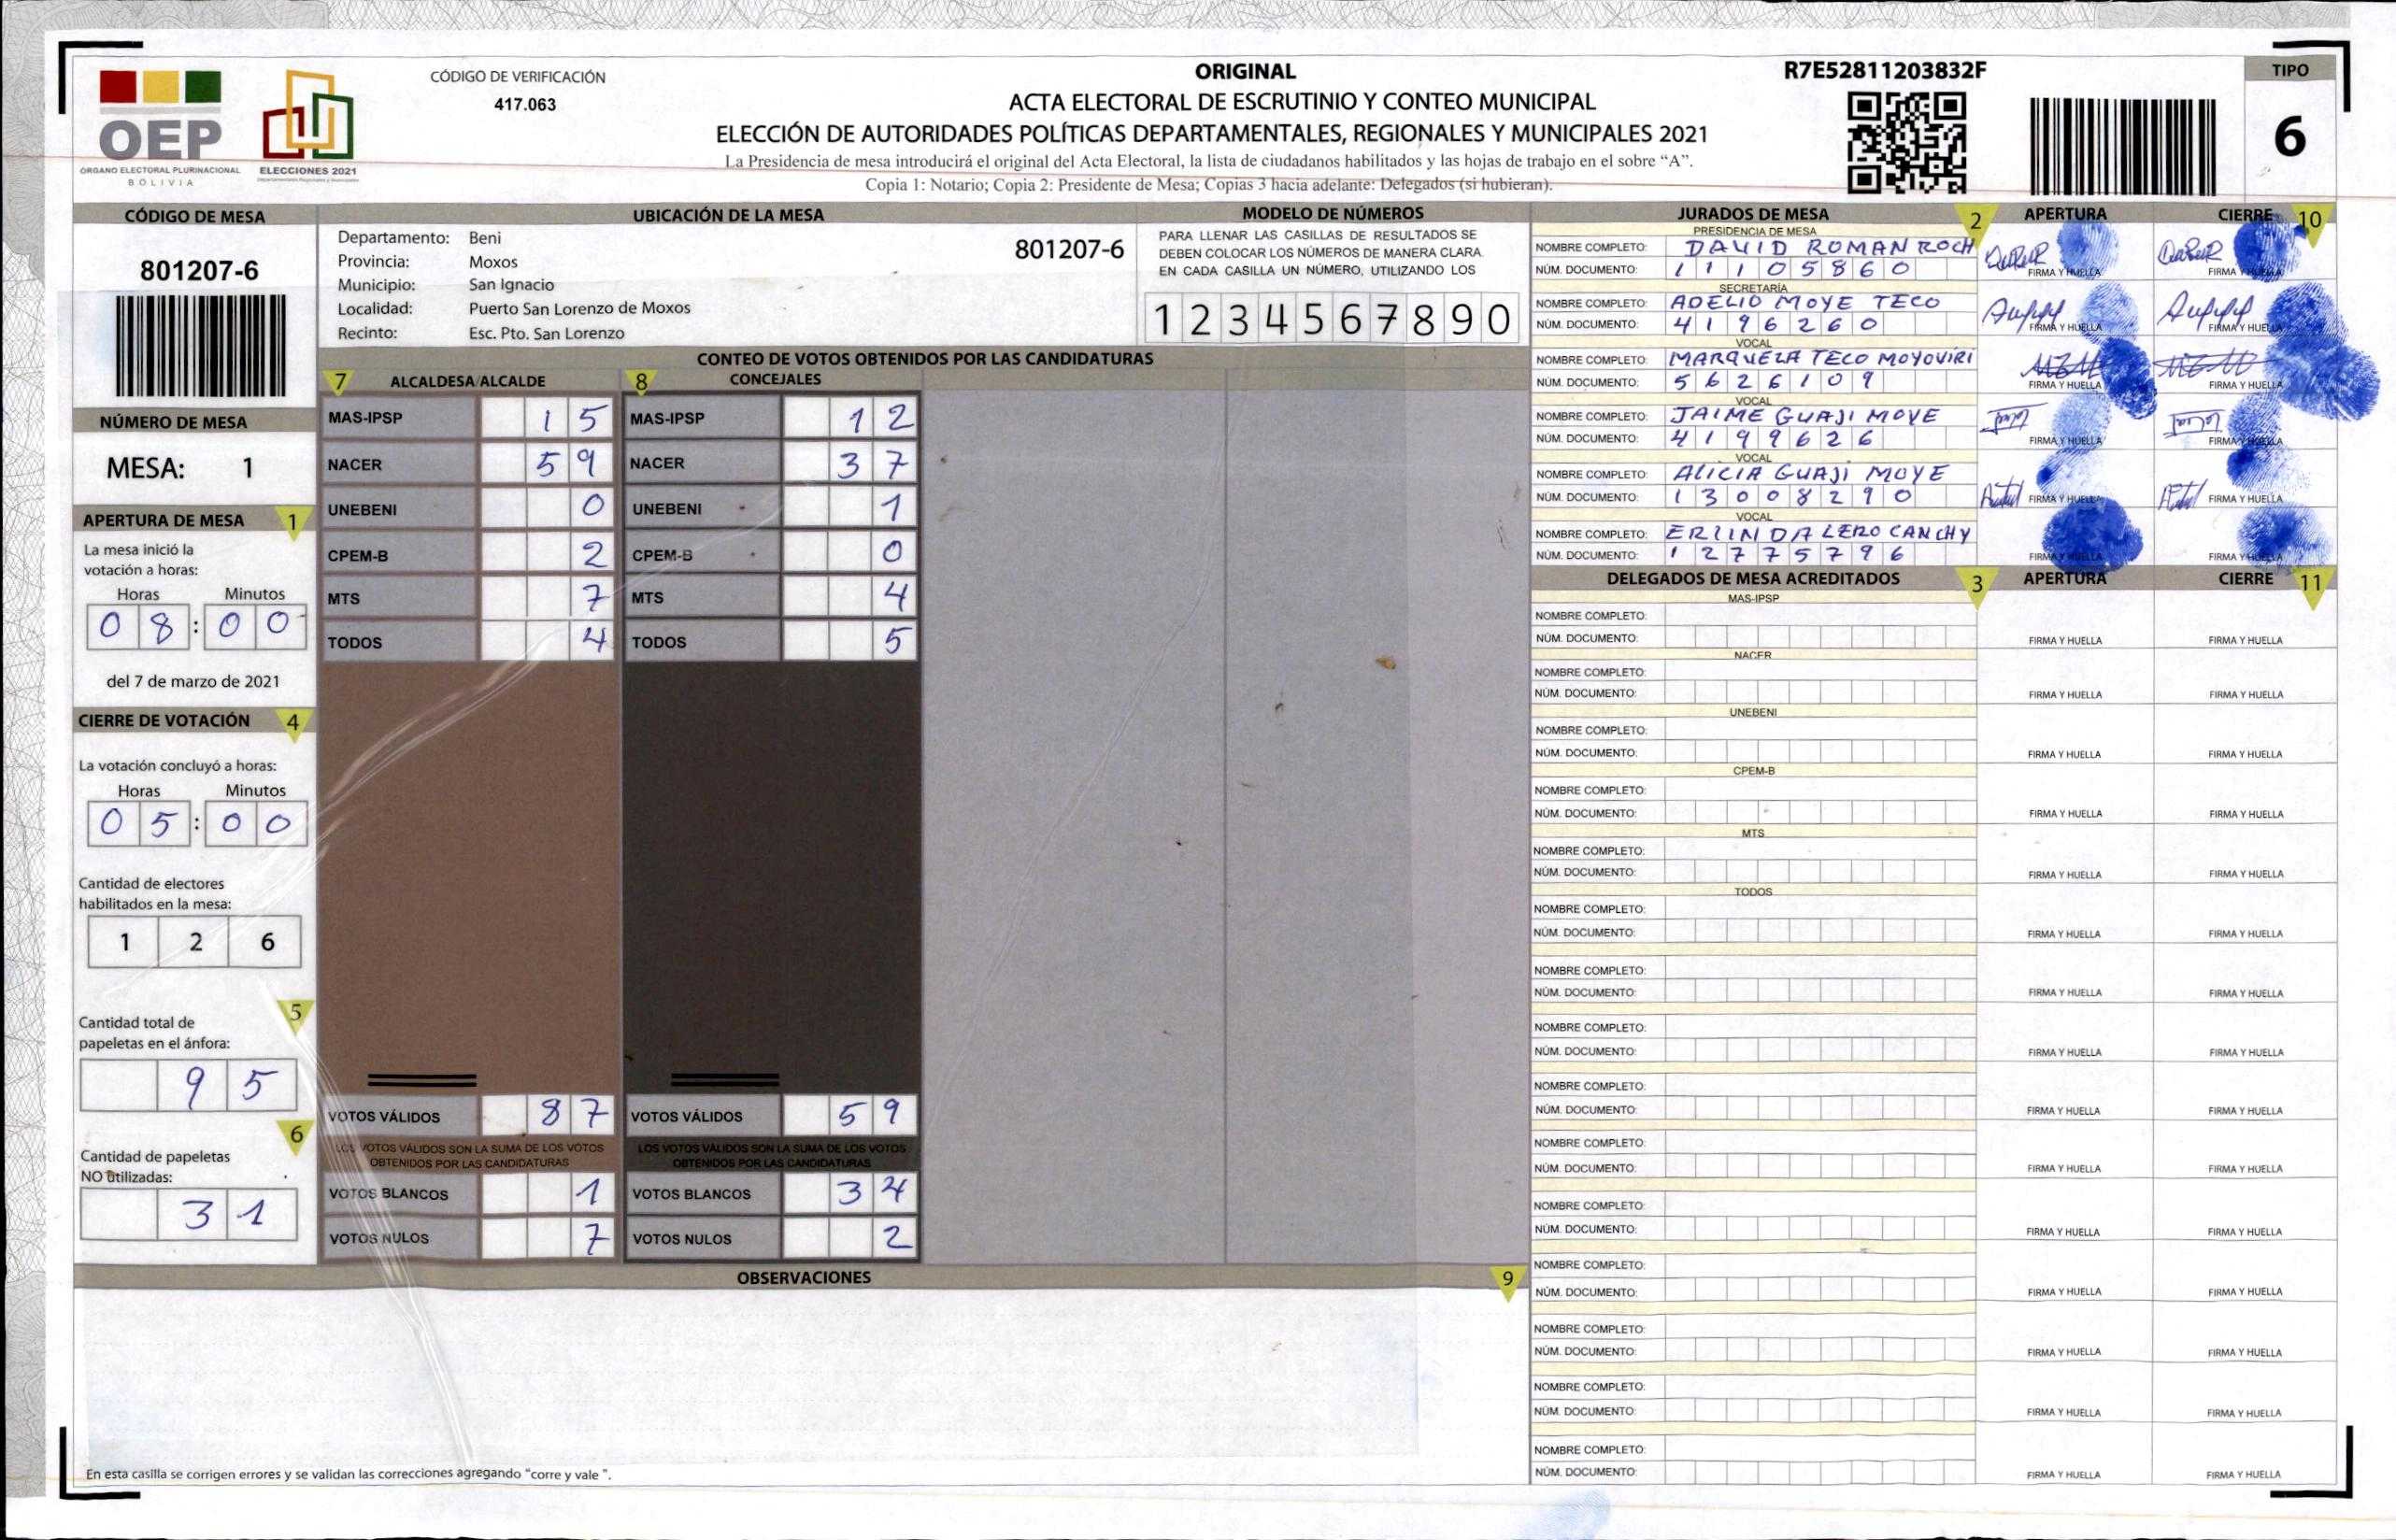 OEP
ÓRGANO ELECTORAL PLURINACIONAL
BOLIVIA
ELECCIONES 2021
CÓDIGO DE VERIFICACIÓN
417.063
ORIGINAL
ACTA ELECTORAL DE ESCRUTINIO Y CONTEO MUNICIPAL
ELECCIÓN DE AUTORIDADES POLÍTICAS DEPARTAMENTALES, REGIONALES Y MUNICIPALES 2021
La Presidencia de mesa introducirá el original del Acta Electoral, la lista de ciudadanos habilitados y las hojas de trabajo en el sobre "A".
Copia 1: Notario; Copia 2: Presidente de Mesa; Copias 3 hacia adelante: Delegados (si hubieran).
R7E52811203832F
TIPO
6
CÓDIGO DE MESA
801207-6
NÚMERO DE MESA
MESA: 1
APERTURA DE MESA 1
La mesa inició la
votación a horas:
Horas Minutos
08:00
del 7 de marzo de 2021
CIERRE DE VOTACIÓN 4
La votación concluyó a horas:
Horas Minutos
05:00
Cantidad de electores
habilitados en la mesa:
1 2 6
5
Cantidad total de
papeletas en el ánfora:
9 5
6
Cantidad de papeletas
NO utilizadas:
3 1
UBICACIÓN DE LA MESA
Departamento: Beni
801207-6
Provincia: Moxos
Municipio: San Ignacio
Localidad: Puerto San Lorenzo de Moxos
Recinto: Esc. Pto. San Lorenzo
MODELO DE NÚMEROS
PARA LLENAR LAS CASILLAS DE RESULTADOS SE
DEBEN COLOCAR LOS NÚMEROS DE MANERA CLARA
EN CADA CASILLA UN NÚMERO, UTILIZANDO LOS
1 2 3 4 5 6 7 8 9 0
CONTEO DE VOTOS OBTENIDOS POR LAS CANDIDATURAS
7 ALCALDESA/ALCALDE
MAS-IPSP 1 5
NACER 5 9
UNEBENI 0
CPEM-B 2
MTS 7
TODOS 4
VOTOS VÁLIDOS 8 7
LOS VOTOS VÁLIDOS SON LA SUMA DE LOS VOTOS
OBTENIDOS POR LAS CANDIDATURAS
VOTOS BLANCOS 1
VOTOS NULOS 7
8 CONCEJALES
MAS-IPSP 1 2
NACER 3 7
UNEBENI 1
CPEM-B 0
MTS 4
TODOS 5
VOTOS VÁLIDOS 5 9
LOS VOTOS VÁLIDOS SON LA SUMA DE LOS VOTOS
OBTENIDOS POR LAS CANDIDATURAS
VOTOS BLANCOS 3 4
VOTOS NULOS 2
OBSERVACIONES 9
En esta casilla se corrigen errores y se validan las correcciones agregando "corre y vale ".
JURADOS DE MESA 2 APERTURA CIERRE 10
PRESIDENCIA DE MESA
NOMBRE COMPLETO: DAVID ROMAN ROCH
NÚM. DOCUMENTO: 11105860 FIRMA Y HUELLA FIRMA Y HUELLA
SECRETARÍA
NOMBRE COMPLETO: ADELIO MOYE TECO
NÚM. DOCUMENTO: 4196260 FIRMA Y HUELLA FIRMA Y HUELLA
VOCAL
NOMBRE COMPLETO: MARQUEZA TECO MOYOVIRI
NÚM. DOCUMENTO: 5626109 FIRMA Y HUELLA FIRMA Y HUELLA
VOCAL
NOMBRE COMPLETO: JAIME GUAJI MOYE
NÚM. DOCUMENTO: 4199626 FIRMA Y HUELLA FIRMA Y HUELLA
VOCAL
NOMBRE COMPLETO: ALICIA GUAJI MOYE
NÚM. DOCUMENTO: 13008290 FIRMA Y HUELLA FIRMA Y HUELLA
VOCAL
NOMBRE COMPLETO: ERLINDA LERO CANCHY
NÚM. DOCUMENTO: 12775796 FIRMA Y HUELLA FIRMA Y HUELLA
DELEGADOS DE MESA ACREDITADOS 3 APERTURA CIERRE 11
MAS-IPSP
NOMBRE COMPLETO:
NÚM. DOCUMENTO: FIRMA Y HUELLA FIRMA Y HUELLA
NACER
NOMBRE COMPLETO:
NÚM. DOCUMENTO: FIRMA Y HUELLA FIRMA Y HUELLA
UNEBENI
NOMBRE COMPLETO:
NÚM. DOCUMENTO: FIRMA Y HUELLA FIRMA Y HUELLA
CPEM-B
NOMBRE COMPLETO:
NÚM. DOCUMENTO: FIRMA Y HUELLA FIRMA Y HUELLA
MTS
NOMBRE COMPLETO:
NÚM. DOCUMENTO: FIRMA Y HUELLA FIRMA Y HUELLA
TODOS
NOMBRE COMPLETO:
NÚM. DOCUMENTO: FIRMA Y HUELLA FIRMA Y HUELLA
NOMBRE COMPLETO:
NÚM. DOCUMENTO: FIRMA Y HUELLA FIRMA Y HUELLA
NOMBRE COMPLETO:
NÚM. DOCUMENTO: FIRMA Y HUELLA FIRMA Y HUELLA
NOMBRE COMPLETO:
NÚM. DOCUMENTO: FIRMA Y HUELLA FIRMA Y HUELLA
NOMBRE COMPLETO:
NÚM. DOCUMENTO: FIRMA Y HUELLA FIRMA Y HUELLA
NOMBRE COMPLETO:
NÚM. DOCUMENTO: FIRMA Y HUELLA FIRMA Y HUELLA
NOMBRE COMPLETO:
NÚM. DOCUMENTO: FIRMA Y HUELLA FIRMA Y HUELLA
NOMBRE COMPLETO:
NÚM. DOCUMENTO: FIRMA Y HUELLA FIRMA Y HUELLA
NOMBRE COMPLETO:
NÚM. DOCUMENTO: FIRMA Y HUELLA FIRMA Y HUELLA
NOMBRE COMPLETO:
NÚM. DOCUMENTO: FIRMA Y HUELLA FIRMA Y HUELLA